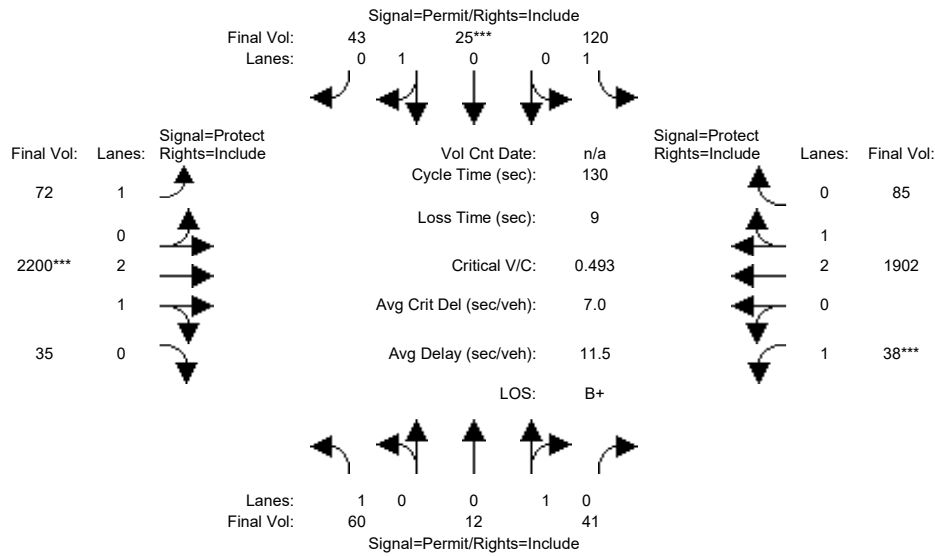 Signal=Permit/Rights=Include
Final Vol: 43 25*** 120
Lanes: 0 1 0 0 1
Signal=Protect
Final Vol: Lanes: Rights=Include
Vol Cnt Date: n/a
Signal=Protect
Rights=Include Lanes: Final Vol:
Cycle Time (sec): 130
72 1
0 85
Loss Time (sec): 9
0
1
2200*** 2
Critical V/C: 0.493
2 1902
1
Avg Crit Del (sec/veh): 7.0
0
35 0
Avg Delay (sec/veh): 11.5
1 38***
LOS: B+
Lanes: 1 0 0 1 0
Final Vol: 60 12 41
Signal=Permit/Rights=Include